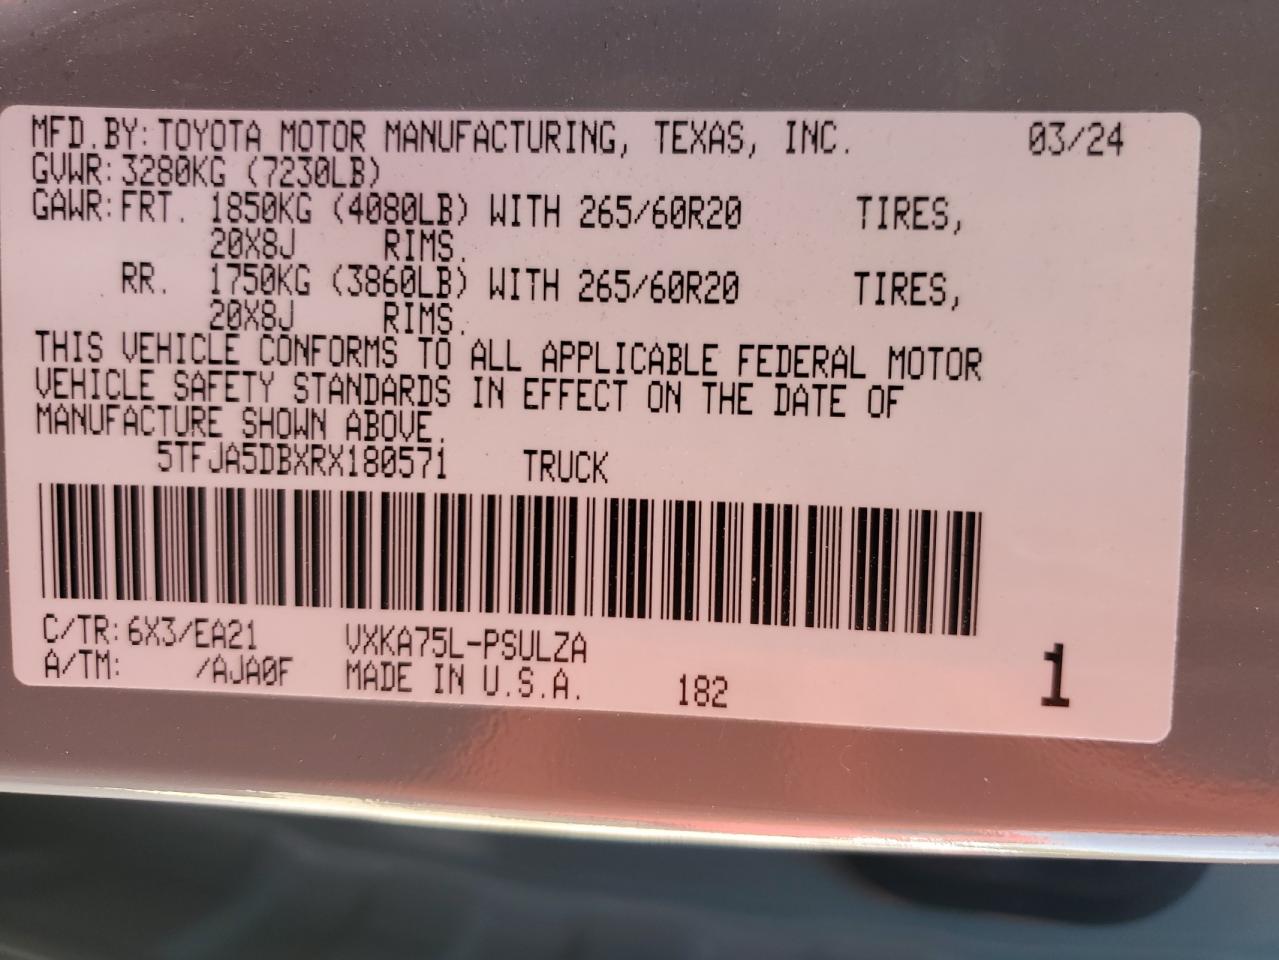 MFD.BY: TOYOTA MOTOR MANUFACTURING, TEXAS, INC. 03/24
GVWR: 3280KG (7230LB)
GAWR: FRT. 1850KG (4080LB) WITH 265/60R20 TIRES,
20X8J RIMS.
RR. 1750KG (3860LB) WITH 265/60R20 TIRES,
20X8J RIMS.
THIS VEHICLE CONFORMS TO ALL APPLICABLE FEDERAL MOTOR
VEHICLE SAFETY STANDARDS IN EFFECT ON THE DATE OF
MANUFACTURE SHOWN ABOVE.
5TFJA5DBXRX180571 TRUCK
C/TR: 6X3/EA21 VXKA75L-PSULZA
A/TM: /AJA0F MADE IN U.S.A. 182 1